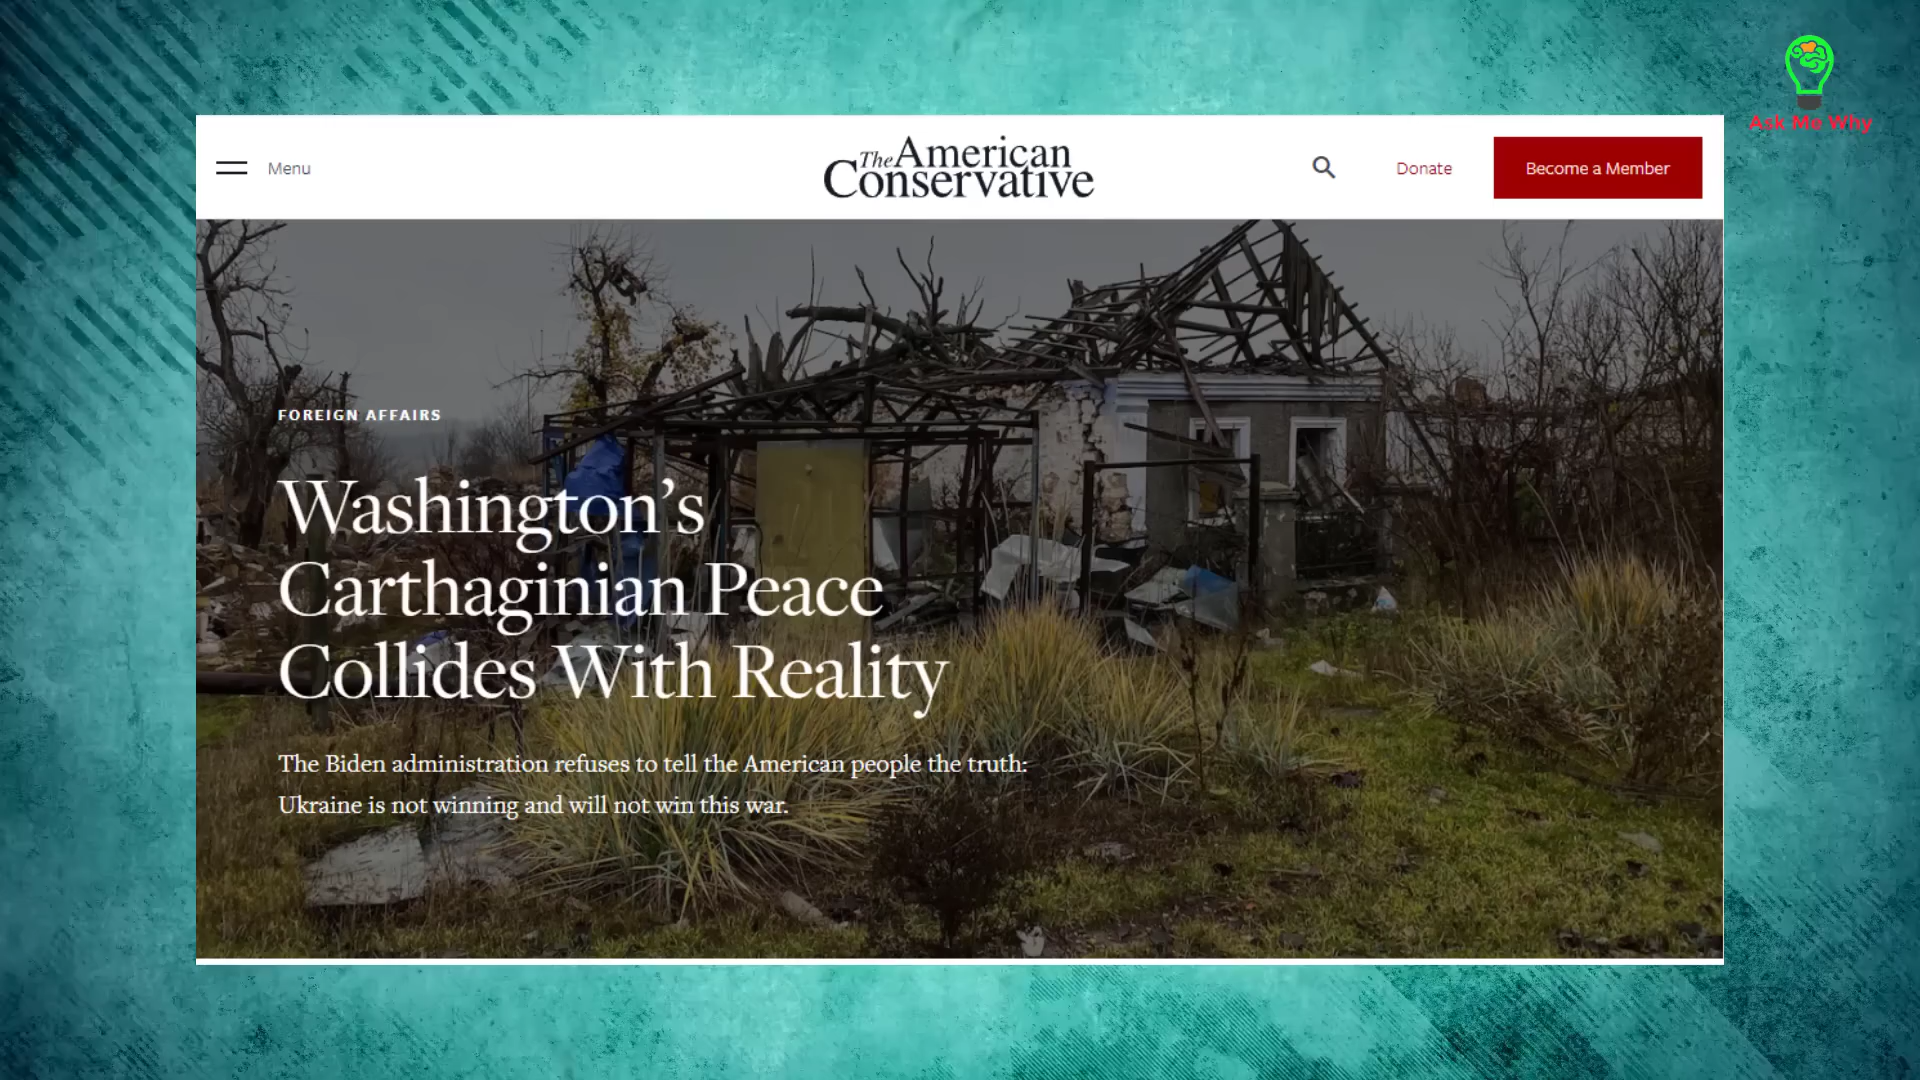 Ask Me Why
Menu
The American
Conservative
Donate
Become a Member
FOREIGN AFFAIRS
Washington’s
Carthaginian Peace
Collides With Reality
The Biden administration refuses to tell the American people the truth:
Ukraine is not winning and will not win this war.